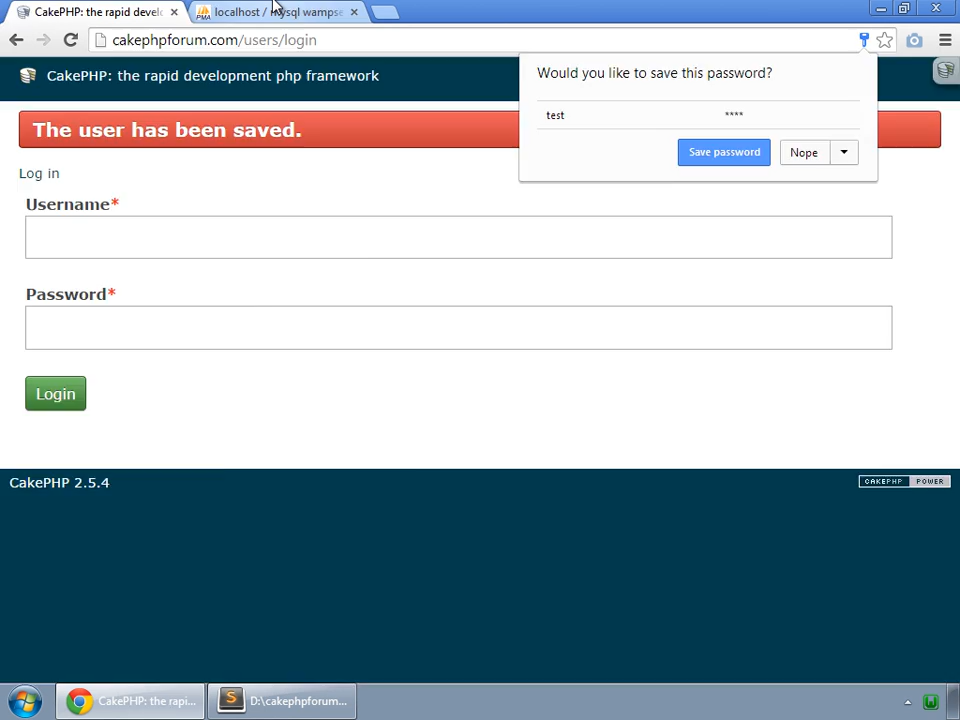 CakePHP: the rapid develo
localhost / mysql wampse
cakephpforum.com/users/login
CakePHP: the rapid development php framework
Would you like to save this password?
test ****
Save password Nope
The user has been saved.
Log in
Username*
Password*
Login
CakePHP 2.5.4
CAKEPHP POWER
CakePHP: the rapi...
D:\cakephpforum...